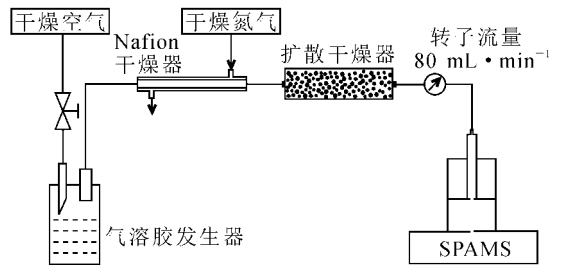 干燥空气
干燥氮气
Nafion
干燥器
扩散干燥器
转子流量
80 mL·min⁻¹
气溶胶发生器
SPAMS